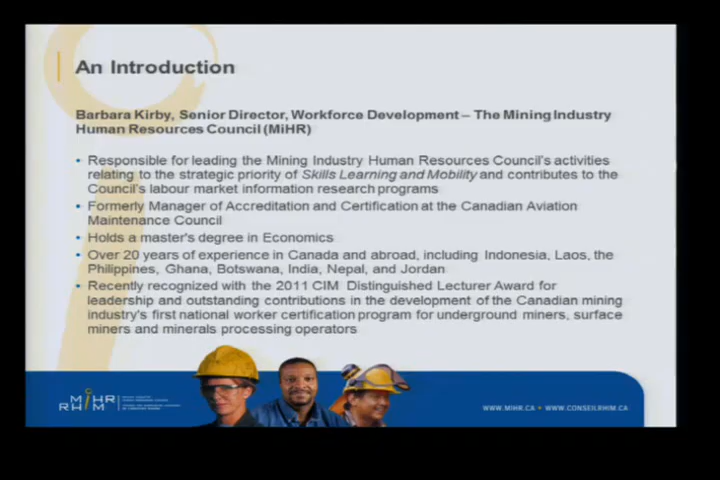 An Introduction
Barbara Kirby, Senior Director, Workforce Development – The Mining Industry
Human Resources Council (MiHR)
• Responsible for leading the Mining Industry Human Resources Council's activities
relating to the strategic priority of Skills Learning and Mobility and contributes to the
Council's labour market information research programs
• Formerly Manager of Accreditation and Certification at the Canadian Aviation
Maintenance Council
• Holds a master's degree in Economics
• Over 20 years of experience in Canada and abroad, including Indonesia, Laos, the
Philippines, Ghana, Botswana, India, Nepal, and Jordan
• Recently recognized with the 2011 CIM Distinguished Lecturer Award for
leadership and outstanding contributions in the development of the Canadian mining
industry's first national worker certification program for underground miners, surface
miners and minerals processing operators
MiHR
RHiM
WWW.MIHR.CA • WWW.CONSEILRHIM.CA